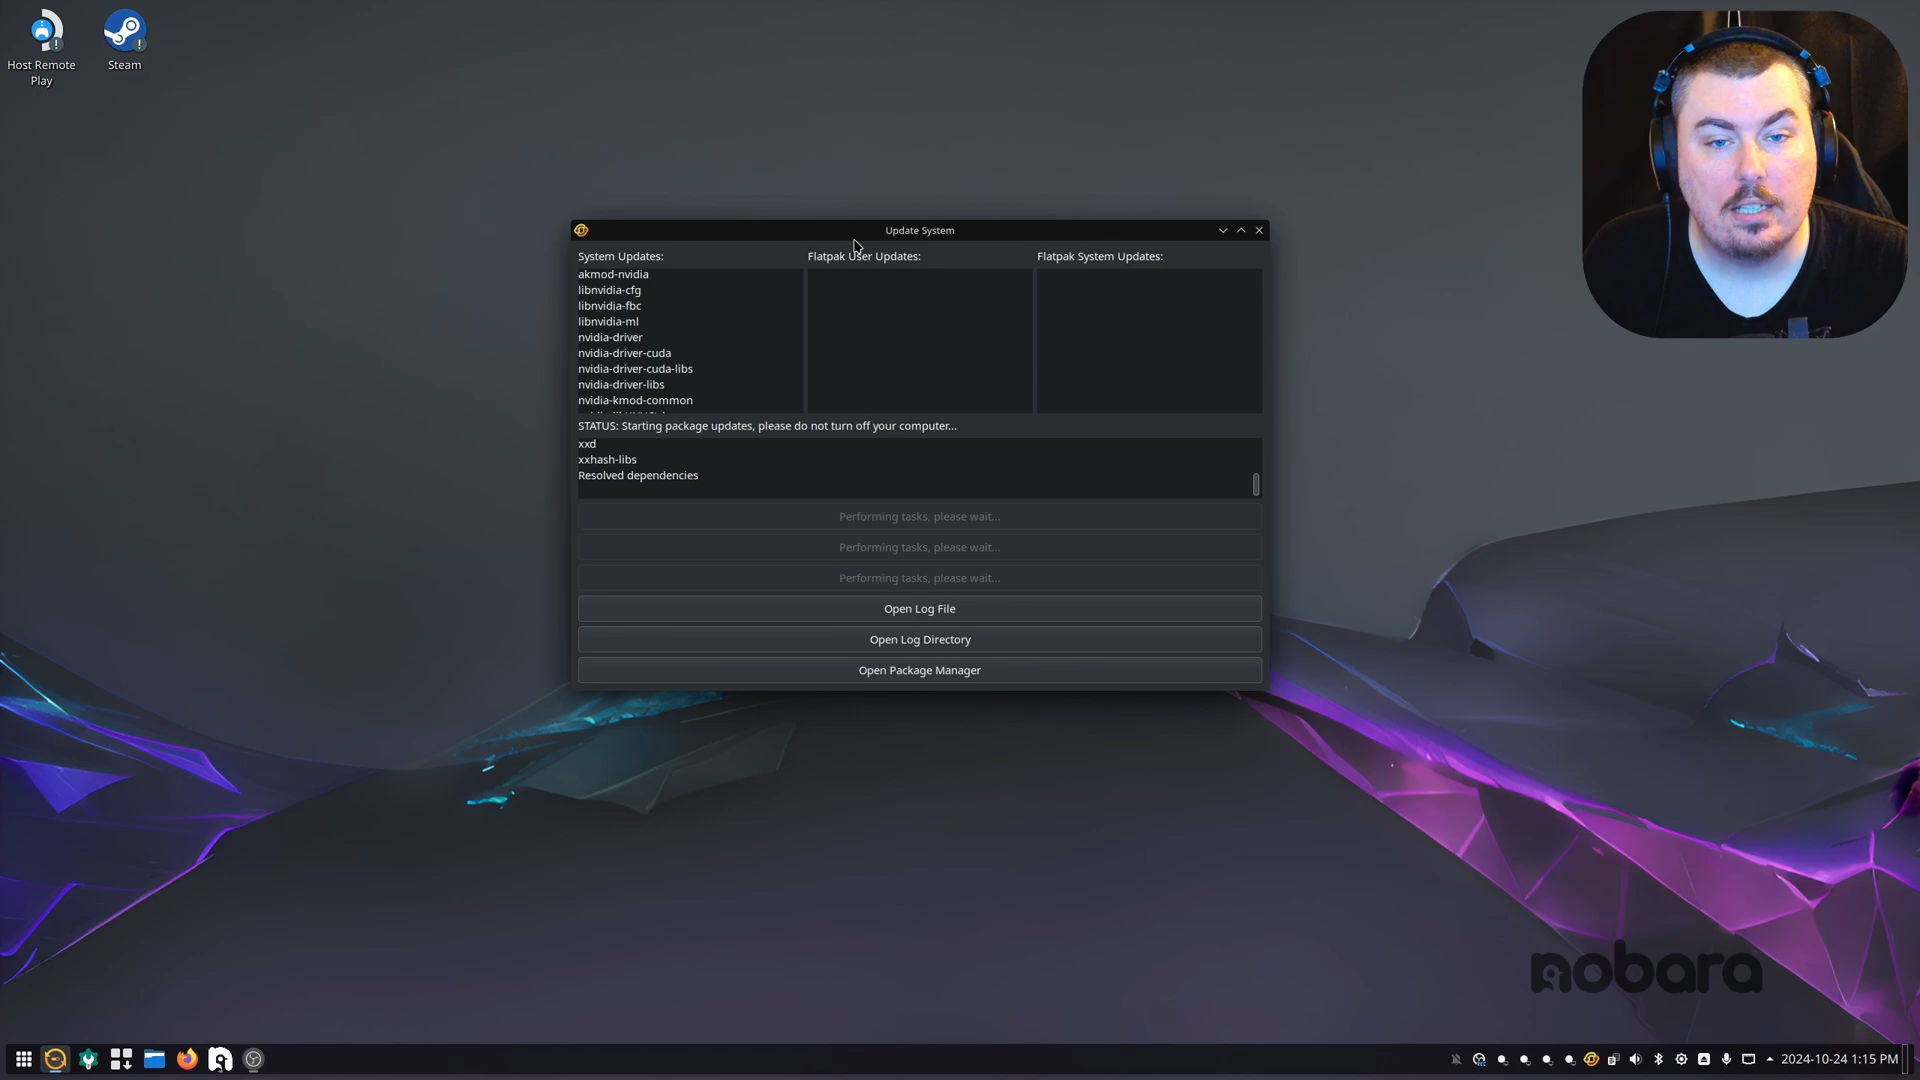 Host Remote
Play
Steam
Update System
System Updates:
akmod-nvidia
libnvidia-cfg
libnvidia-fbc
libnvidia-ml
nvidia-driver
nvidia-driver-cuda
nvidia-driver-cuda-libs
nvidia-driver-libs
nvidia-kmod-common
Flatpak User Updates:
Flatpak System Updates:
STATUS: Starting package updates, please do not turn off your computer...
xxd
xxhash-libs
Resolved dependencies
Performing tasks, please wait...
Performing tasks, please wait...
Performing tasks, please wait...
Open Log File
Open Log Directory
Open Package Manager
nobara
2024-10-24 1:15 PM